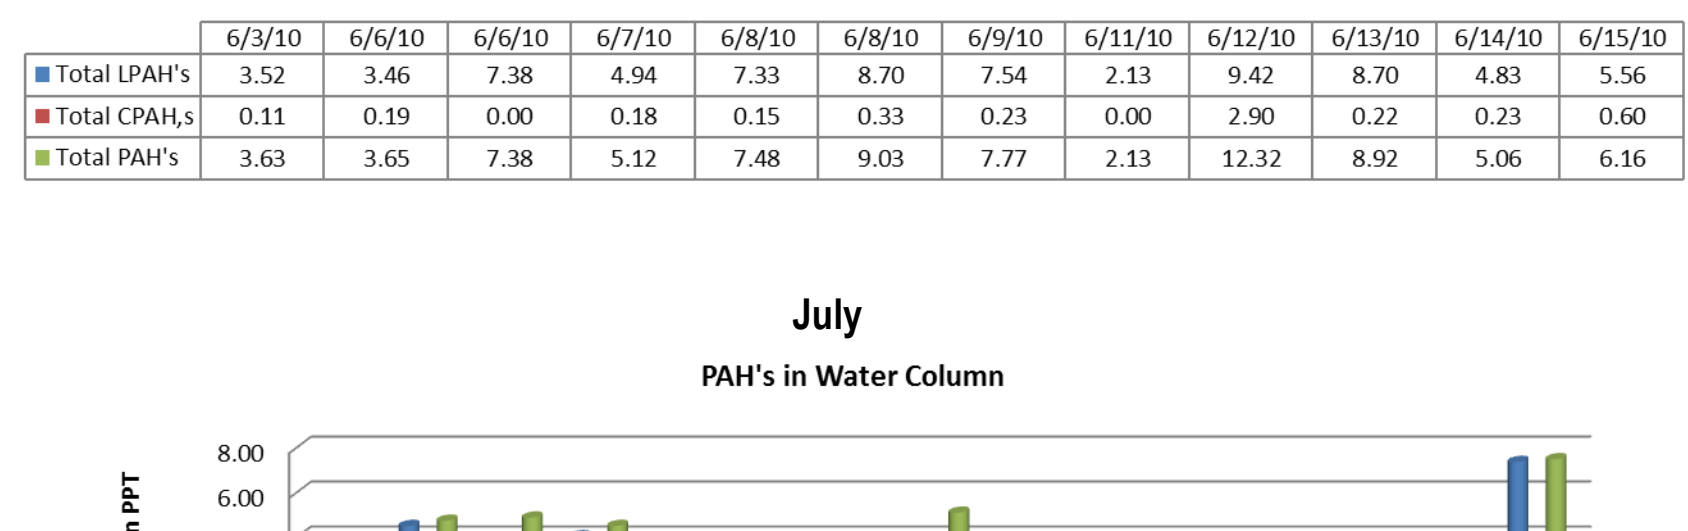 6/3/10 6/6/10 6/6/10 6/7/10 6/8/10 6/8/10 6/9/10 6/11/10 6/12/10 6/13/10 6/14/10 6/15/10
Total LPAH's 3.52 3.46 7.38 4.94 7.33 8.70 7.54 2.13 9.42 8.70 4.83 5.56
Total CPAH,s 0.11 0.19 0.00 0.18 0.15 0.33 0.23 0.00 2.90 0.22 0.23 0.60
Total PAH's 3.63 3.65 7.38 5.12 7.48 9.03 7.77 2.13 12.32 8.92 5.06 6.16
July
PAH's in Water Column
8.00
6.00
n PPT